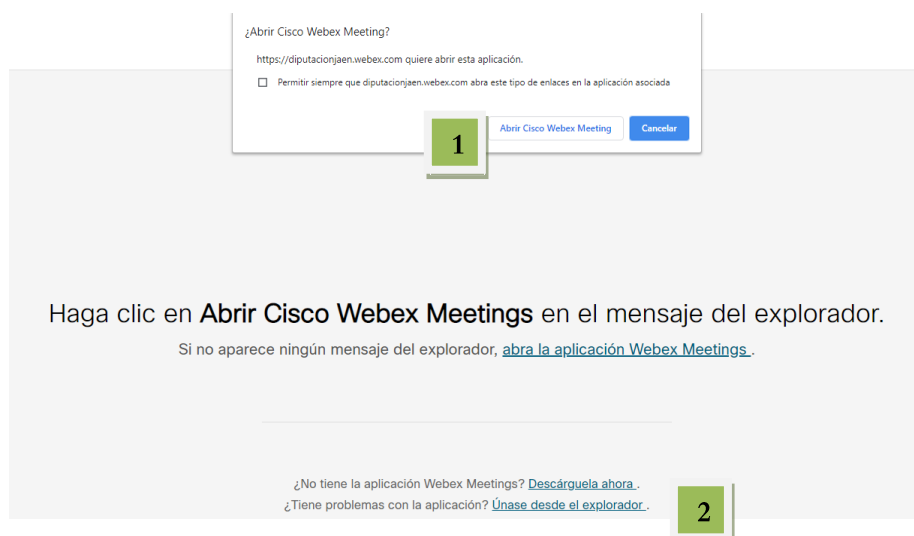 ¿Abrir Cisco Webex Meeting?
https://diputacionjaen.webex.com quiere abrir esta aplicación.
Permitir siempre que diputacionjaen.webex.com abra este tipo de enlaces en la aplicación asociada
1
Abrir Cisco Webex Meeting Cancelar
Haga clic en Abrir Cisco Webex Meetings en el mensaje del explorador.
Si no aparece ningún mensaje del explorador, abra la aplicación Webex Meetings .
¿No tiene la aplicación Webex Meetings? Descárguela ahora .
¿Tiene problemas con la aplicación? Únase desde el explorador .
2